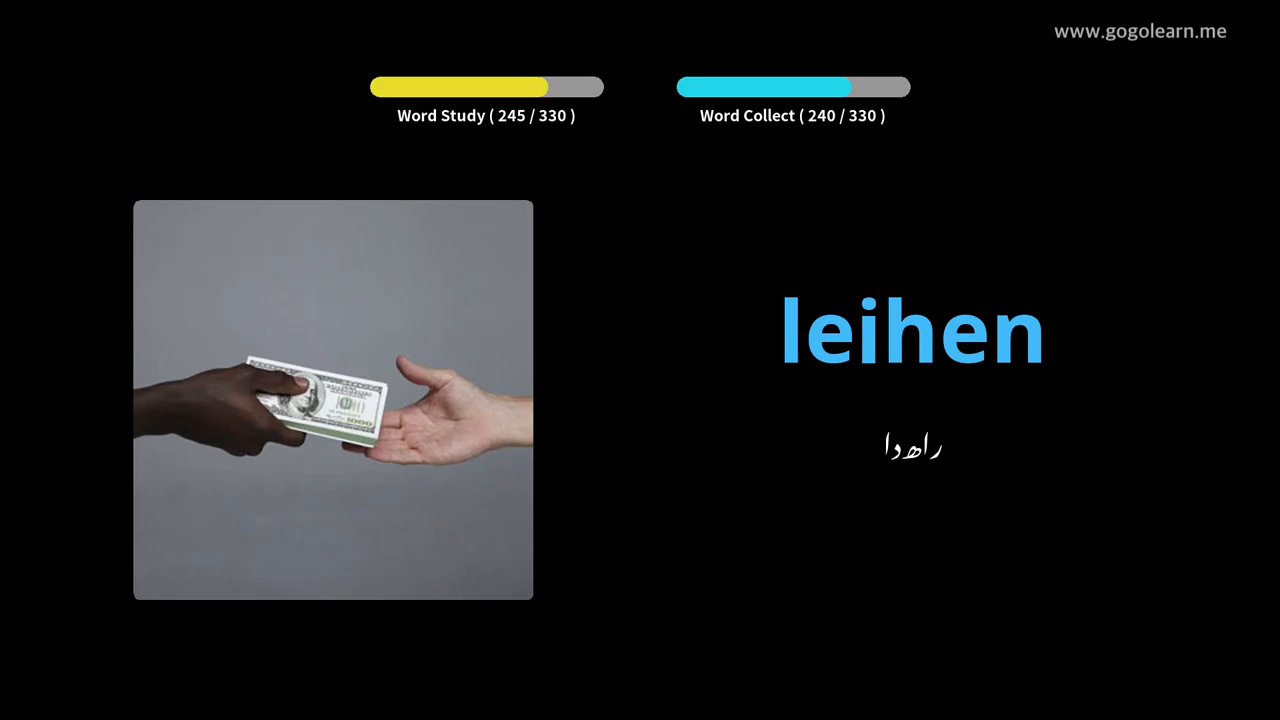 www.gogolearn.me
Word Study ( 245 / 330 )
Word Collect ( 240 / 330 )
leihen
راھدا